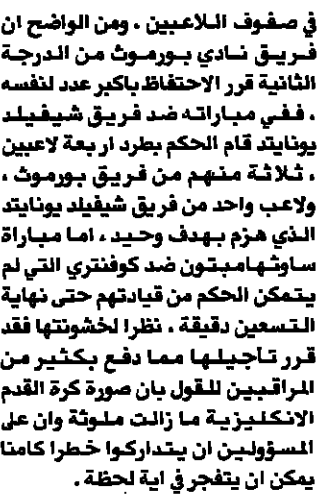 في صفوف اللاعبين . ومن الواضح ان
فريق نادي بورموث من الدرجة
الثانية قرر الاحتفاظ باكبر عدد لنفسه
، ففي مباراته ضد فريق شيفيلد
يونايتد قام الحكم بطرد اربعة لاعبين
، ثلاثة منهم من فريق بورموث ،
ولاعب واحد من فريق شيفيلد يونايتد
الذي هزم بهدف وحيد ، اما مباراة
ساوثهامبتون ضد كوفنتري التي لم
يتمكن الحكم من قيادتهم حتى نهاية
التسعين دقيقة ، نظرا لخشونتها فقد
قرر تأجيلها مما دفع بكثير من
المراقبين للقول بان صورة كرة القدم
الانكليزية ما زالت ملوثة وان على
المسؤولين ان يتداركوا خطرا كامنا
يمكن ان يتفجر في اية لحظة .